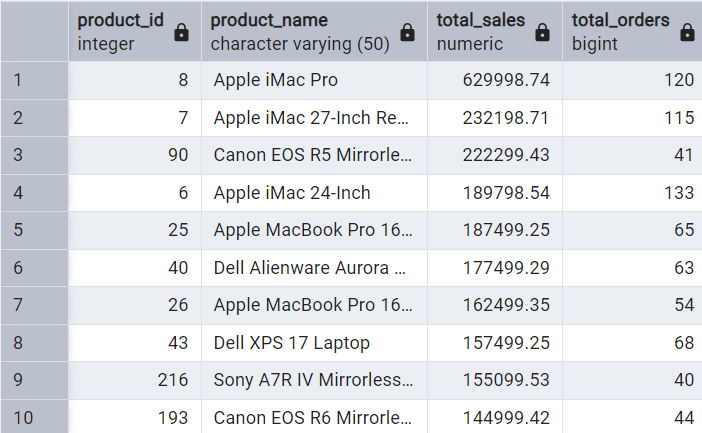 product_id product_name total_sales total_orders
integer character varying (50) numeric bigint
1 8 Apple iMac Pro 629998.74 120
2 7 Apple iMac 27-Inch Re... 232198.71 115
3 90 Canon EOS R5 Mirrorle... 222299.43 41
4 6 Apple iMac 24-Inch 189798.54 133
5 25 Apple MacBook Pro 16... 187499.25 65
6 40 Dell Alienware Aurora ... 177499.29 63
7 26 Apple MacBook Pro 16... 162499.35 54
8 43 Dell XPS 17 Laptop 157499.25 68
9 216 Sony A7R IV Mirrorless... 155099.53 40
10 193 Canon EOS R6 Mirrorle... 144999.42 44